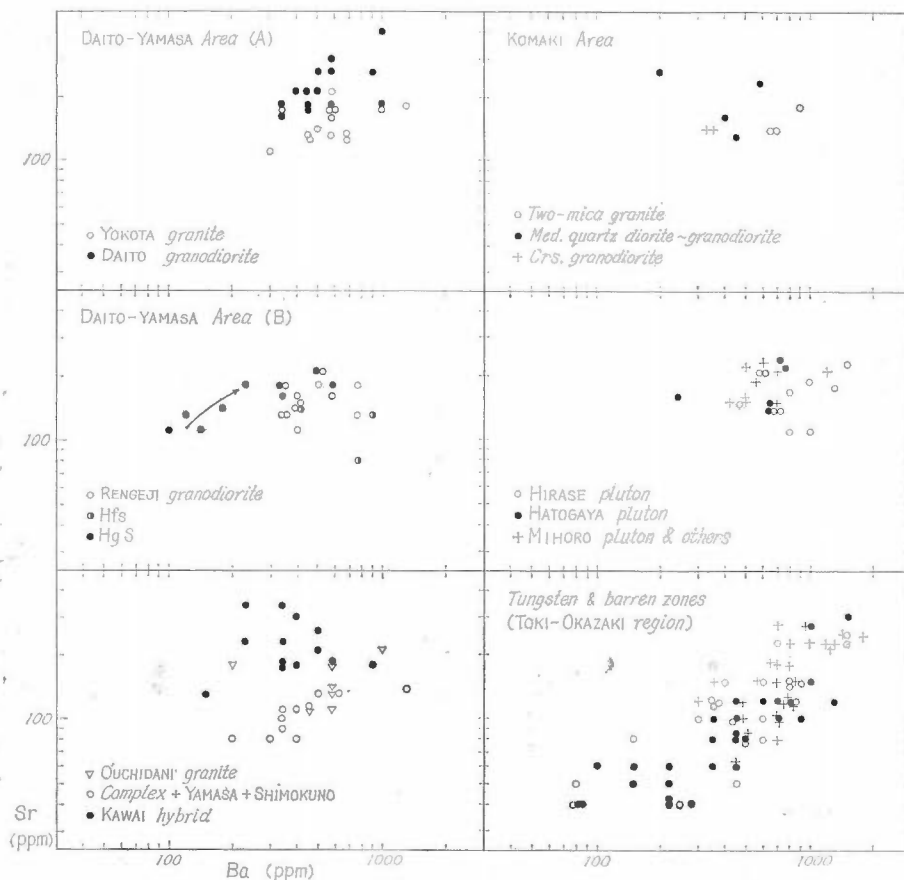 DAITO-YAMASA Area (A)
100
○ YOKOTA granite
● DAITO granodiorite
KOMAKI Area
○ Two-mica granite
● Med. quartz diorite~granodiorite
+ Crs. granodiorite
DAITO-YAMASA Area (B)
100
○ RENGEJI granodiorite
◑ Hfs
● HgS
○ HIRASE pluton
● HATOGAYA pluton
+ MIHORO pluton & others
100
Sr
(ppm)
▽ OUCHIDANI granite
○ Complex + YAMASA + SHIMOKUNO
● KAWAI hybrid
100
1000
Ba (ppm)
Tungsten & barren zones
(TOKI-OKAZAKI region)
100
1000